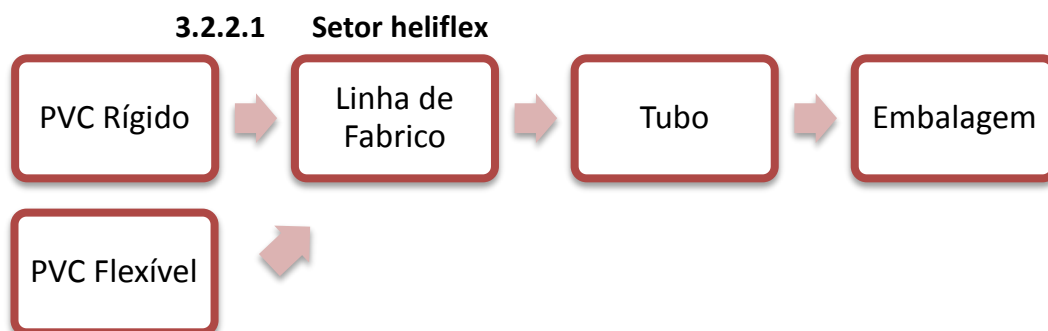 3.2.2.1 Setor heliflex
PVC Rígido
Linha de
Fabrico
Tubo
Embalagem
PVC Flexível